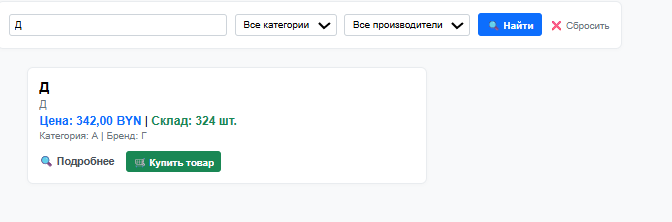 Д Все категории Все производители Найти Сбросить
Д
Д
Цена: 342,00 BYN | Склад: 324 шт.
Категория: А | Бренд: Г
Подробнее Купить товар